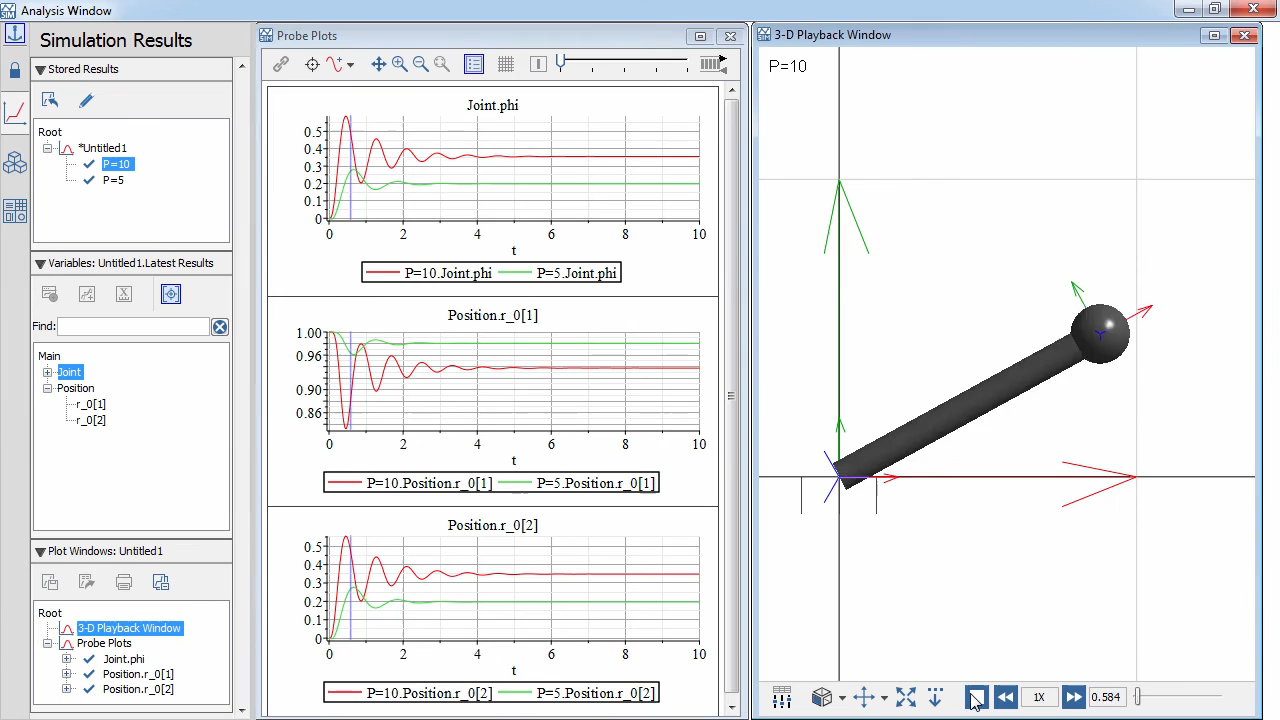 Analysis Window
Simulation Results
Stored Results
Root
*Untitled1
P=10
P=5
Variables: Untitled1.Latest Results
Find:
Main
Joint
Position
r_0[1]
r_0[2]
Plot Windows: Untitled1
Root
3-D Playback Window
Probe Plots
Joint.phi
Position.r_0[1]
Position.r_0[2]
Probe Plots
Joint.phi
0.5
0.4
0.3
0.2
0.1
0
0 2 4 6 8 10
t
P=10.Joint.phi P=5.Joint.phi
Position.r_0[1]
1.00
0.96
0.90
0.86
0 2 4 6 8 10
t
P=10.Position.r_0[1] P=5.Position.r_0[1]
Position.r_0[2]
0.5
0.4
0.3
0.2
0.1
0
0 2 4 6 8 10
t
P=10.Position.r_0[2] P=5.Position.r_0[2]
3-D Playback Window
P=10
1X
0.584